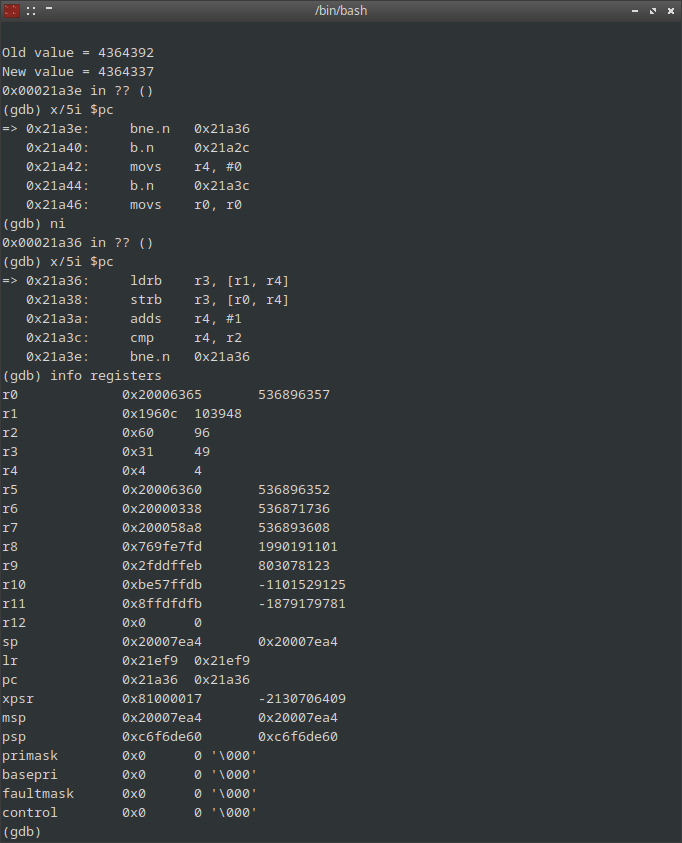 /bin/bash
Old value = 4364392
New value = 4364337
0x00021a3e in ?? ()
(gdb) x/5i $pc
=> 0x21a3e:     bne.n   0x21a36
   0x21a40:     b.n     0x21a2c
   0x21a42:     movs    r4, #0
   0x21a44:     b.n     0x21a3c
   0x21a46:     movs    r0, r0
(gdb) ni
0x00021a36 in ?? ()
(gdb) x/5i $pc
=> 0x21a36:     ldrb    r3, [r1, r4]
   0x21a38:     strb    r3, [r0, r4]
   0x21a3a:     adds    r4, #1
   0x21a3c:     cmp     r4, r2
   0x21a3e:     bne.n   0x21a36
(gdb) info registers
r0             0x20006365       536896357
r1             0x1960c  103948
r2             0x60     96
r3             0x31     49
r4             0x4      4
r5             0x20006360       536896352
r6             0x20000338       536871736
r7             0x200058a8       536893608
r8             0x769fe7fd       1990191101
r9             0x2fddffeb       803078123
r10            0xbe57ffdb       -1101529125
r11            0x8ffdfdfb       -1879179781
r12            0x0      0
sp             0x20007ea4       0x20007ea4
lr             0x21ef9  0x21ef9
pc             0x21a36  0x21a36
xpsr           0x81000017       -2130706409
msp            0x20007ea4       0x20007ea4
psp            0xc6f6de60       0xc6f6de60
primask        0x0      0 '\000'
basepri        0x0      0 '\000'
faultmask      0x0      0 '\000'
control        0x0      0 '\000'
(gdb)